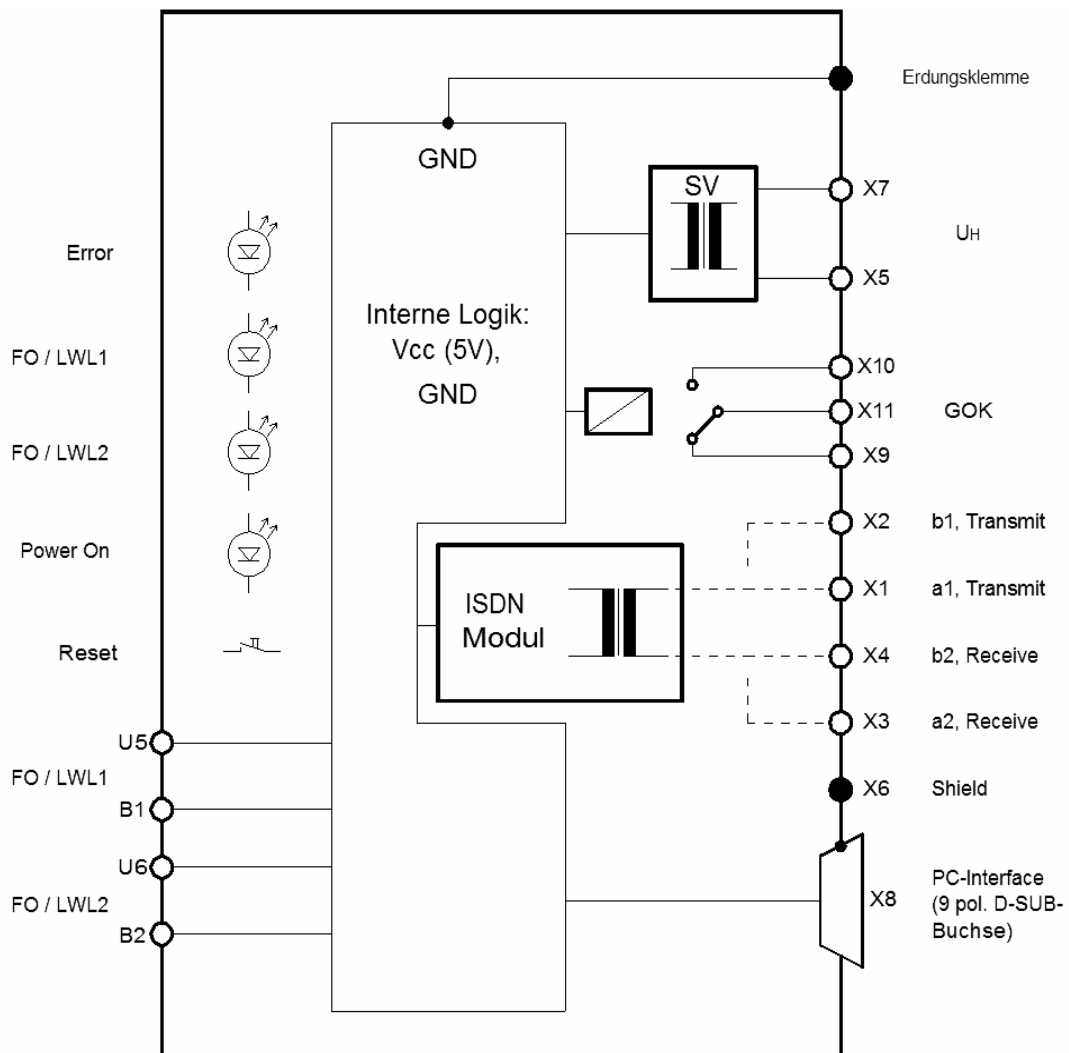 Erdungsklemme
GND
SV
X7
UH
X5
Error
Interne Logik:
Vcc (5V),
GND
FO / LWL1
X10
X11
GOK
X9
FO / LWL2
X2
b1, Transmit
Power On
X1
a1, Transmit
ISDN
Modul
Reset
X4
b2, Receive
X3
a2, Receive
U5
FO / LWL1
B1
X6
Shield
U6
FO / LWL2
B2
X8
PC-Interface
(9 pol. D-SUB-
Buchse)